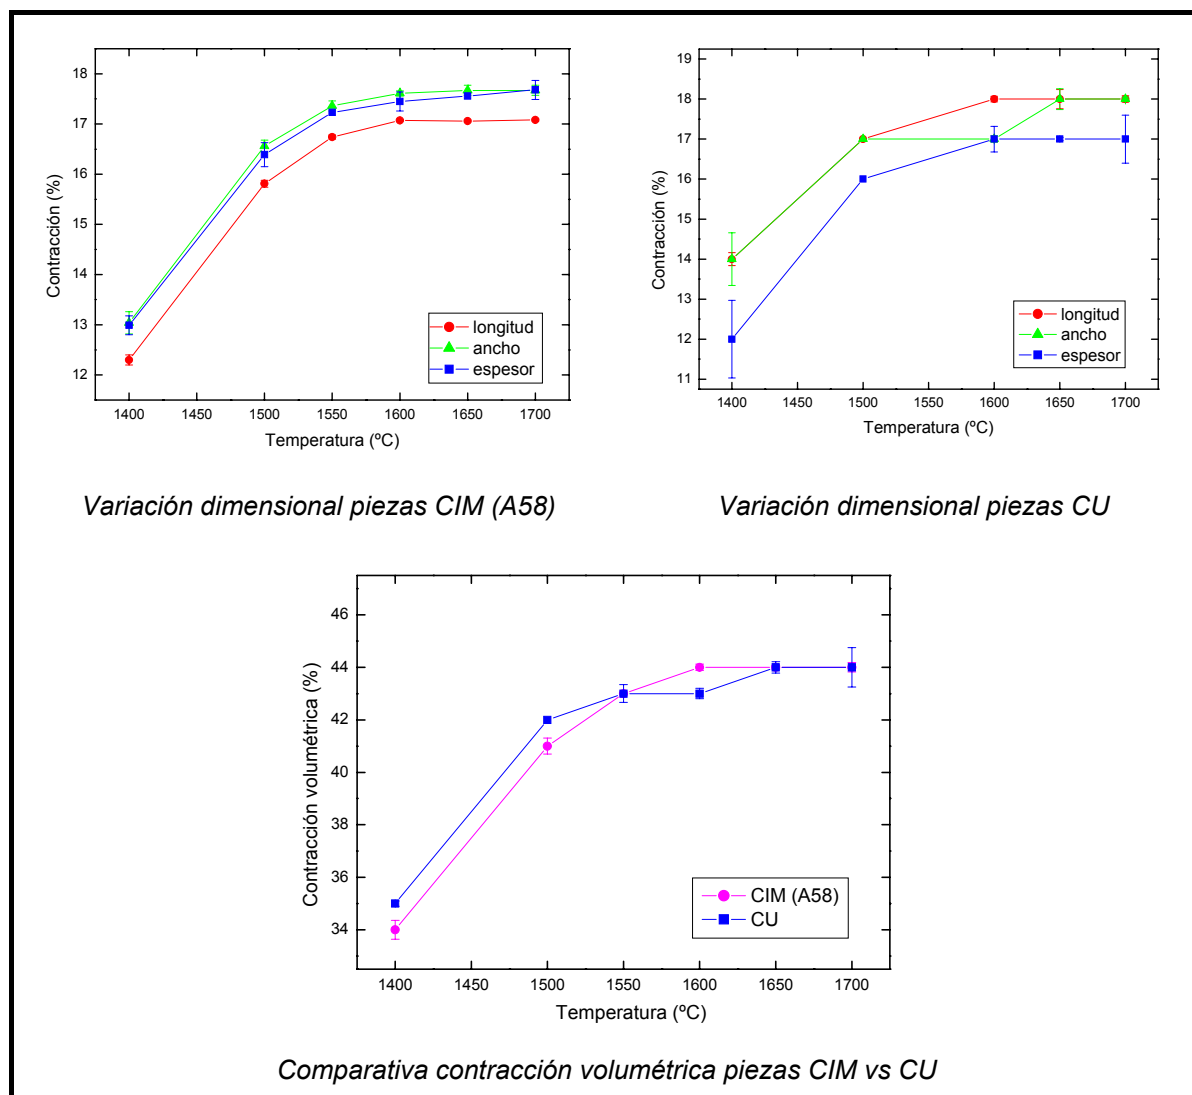 18
17
16
15
14
13
12
Contracción (%)
longitud
ancho
espesor
1400 1450 1500 1550 1600 1650 1700
Temperatura (ºC)
Variación dimensional piezas CIM (A58)
19
18
17
16
15
14
13
12
11
Contracción (%)
longitud
ancho
espesor
1400 1450 1500 1550 1600 1650 1700
Temperatura (ºC)
Variación dimensional piezas CU
46
44
42
40
38
36
34
Contracción volumétrica (%)
CIM (A58)
CU
1400 1450 1500 1550 1600 1650 1700
Temperatura (ºC)
Comparativa contracción volumétrica piezas CIM vs CU